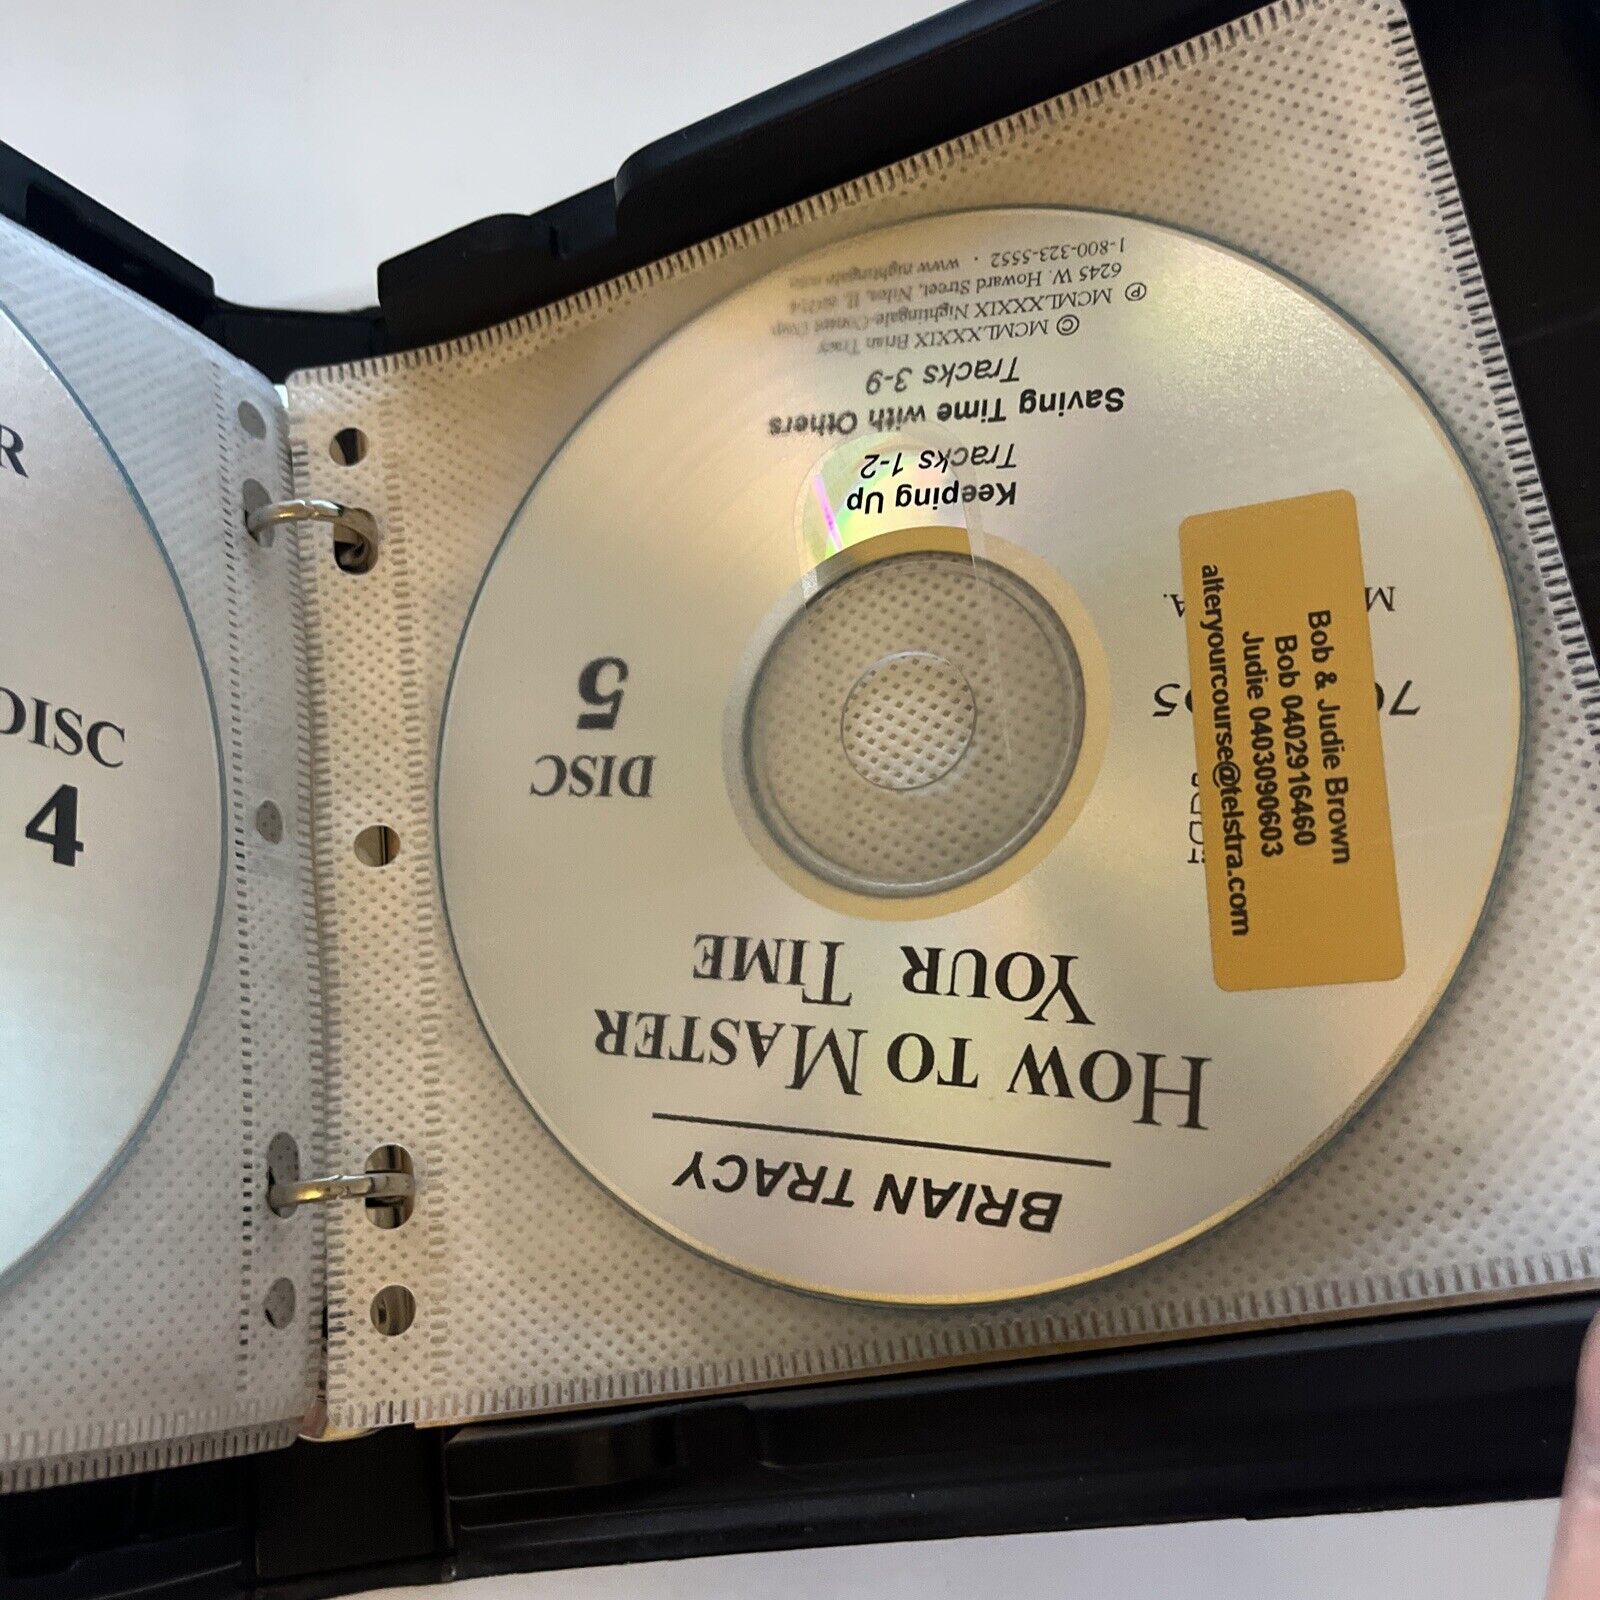 R
DISC
4
BRIAN TRACY
HOW TO MASTER
YOUR TIME
DISC
5
Keeping Up
Tracks 1-2
Saving Time with Others
Tracks 3-9
© MCMLXXXIX Brian Tracy
℗ MCMLXXXIX Nightingale-Conant Corp.
6245 W. Howard Street, Niles, IL
1-800-323-5552 · www.nightingale
Bob & Judie Brown
Bob 0402916460
Judie 0403090603
alteryourcourse@telstra.com